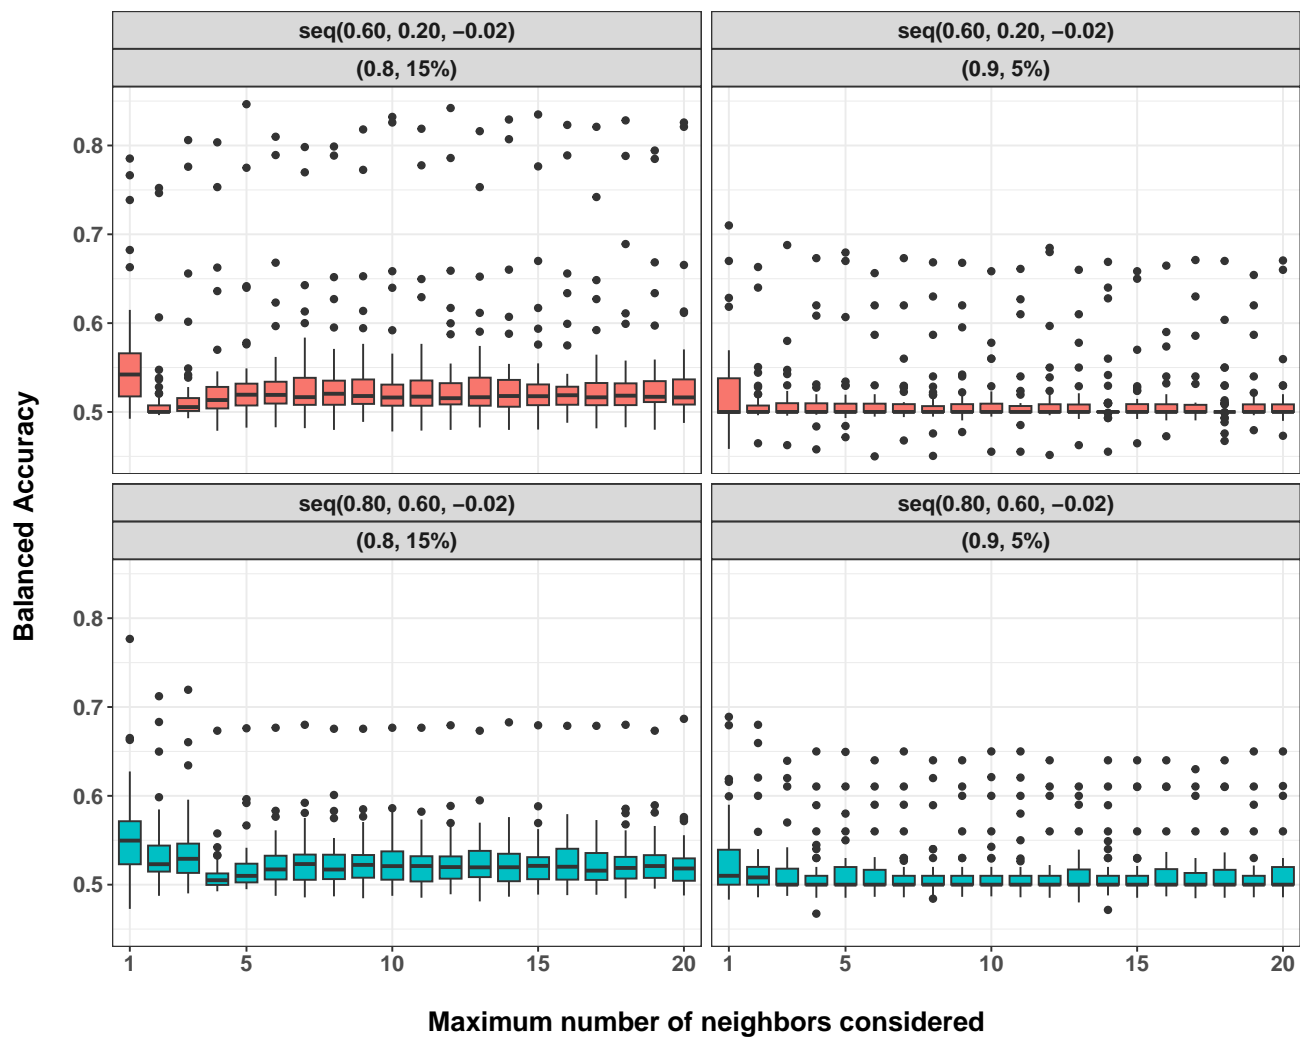 seq(0.60, 0.20, −0.02)
seq(0.60, 0.20, −0.02)
(0.8, 15%)
(0.9, 5%)
0.8
0.7
0.6
0.5
seq(0.80, 0.60, −0.02)
seq(0.80, 0.60, −0.02)
(0.8, 15%)
(0.9, 5%)
0.8
0.7
0.6
0.5
Balanced Accuracy
1 5 10 15 20
1 5 10 15 20
Maximum number of neighbors considered